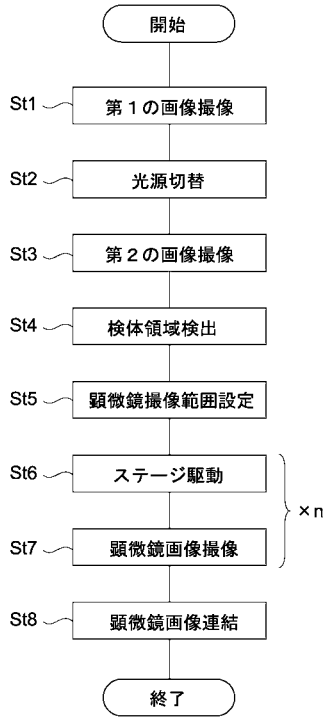 開始
St1 第1の画像撮像
St2 光源切替
St3 第2の画像撮像
St4 検体領域検出
St5 顕微鏡撮像範囲設定
St6 ステージ駆動
×n
St7 顕微鏡画像撮像
St8 顕微鏡画像連結
終了